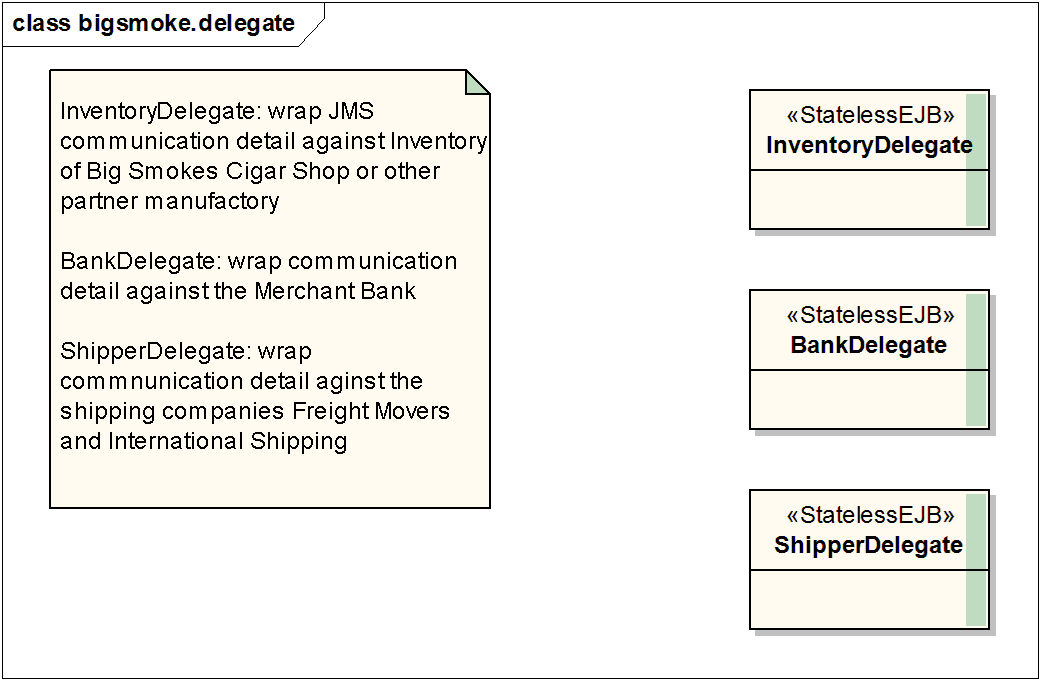 class bigsmoke.delegate
InventoryDelegate: wrap JMS
communication detail against Inventory
of Big Smokes Cigar Shop or other
partner manufactory
BankDelegate: wrap communication
detail against the Merchant Bank
ShipperDelegate: wrap
commnunication detail aginst the
shipping companies Freight Movers
and International Shipping
«StatelessEJB»
InventoryDelegate
«StatelessEJB»
BankDelegate
«StatelessEJB»
ShipperDelegate